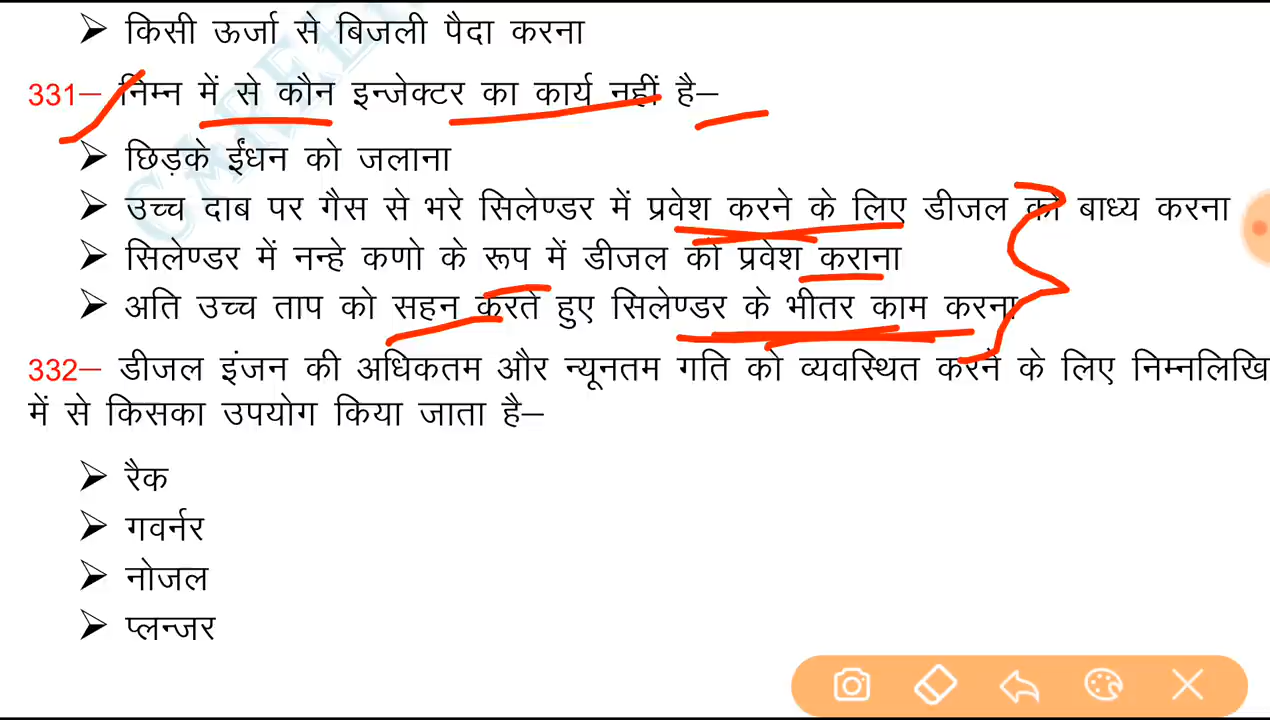 ➤ किसी ऊर्जा से बिजली पैदा करना
331– निम्न में से कौन इन्जेक्टर का कार्य नहीं है–
➤ छिड़के ईंधन को जलाना
➤ उच्च दाब पर गैस से भरे सिलेण्डर में प्रवेश करने के लिए डीजल को बाध्य करना
➤ सिलेण्डर में नन्हे कणो के रूप में डीजल को प्रवेश कराना
➤ अति उच्च ताप को सहन करते हुए सिलेण्डर के भीतर काम करना
332– डीजल इंजन की अधिकतम और न्यूनतम गति को व्यवस्थित करने के लिए निम्नलिखि
में से किसका उपयोग किया जाता है–
➤ रैक
➤ गवर्नर
➤ नोजल
➤ प्लन्जर